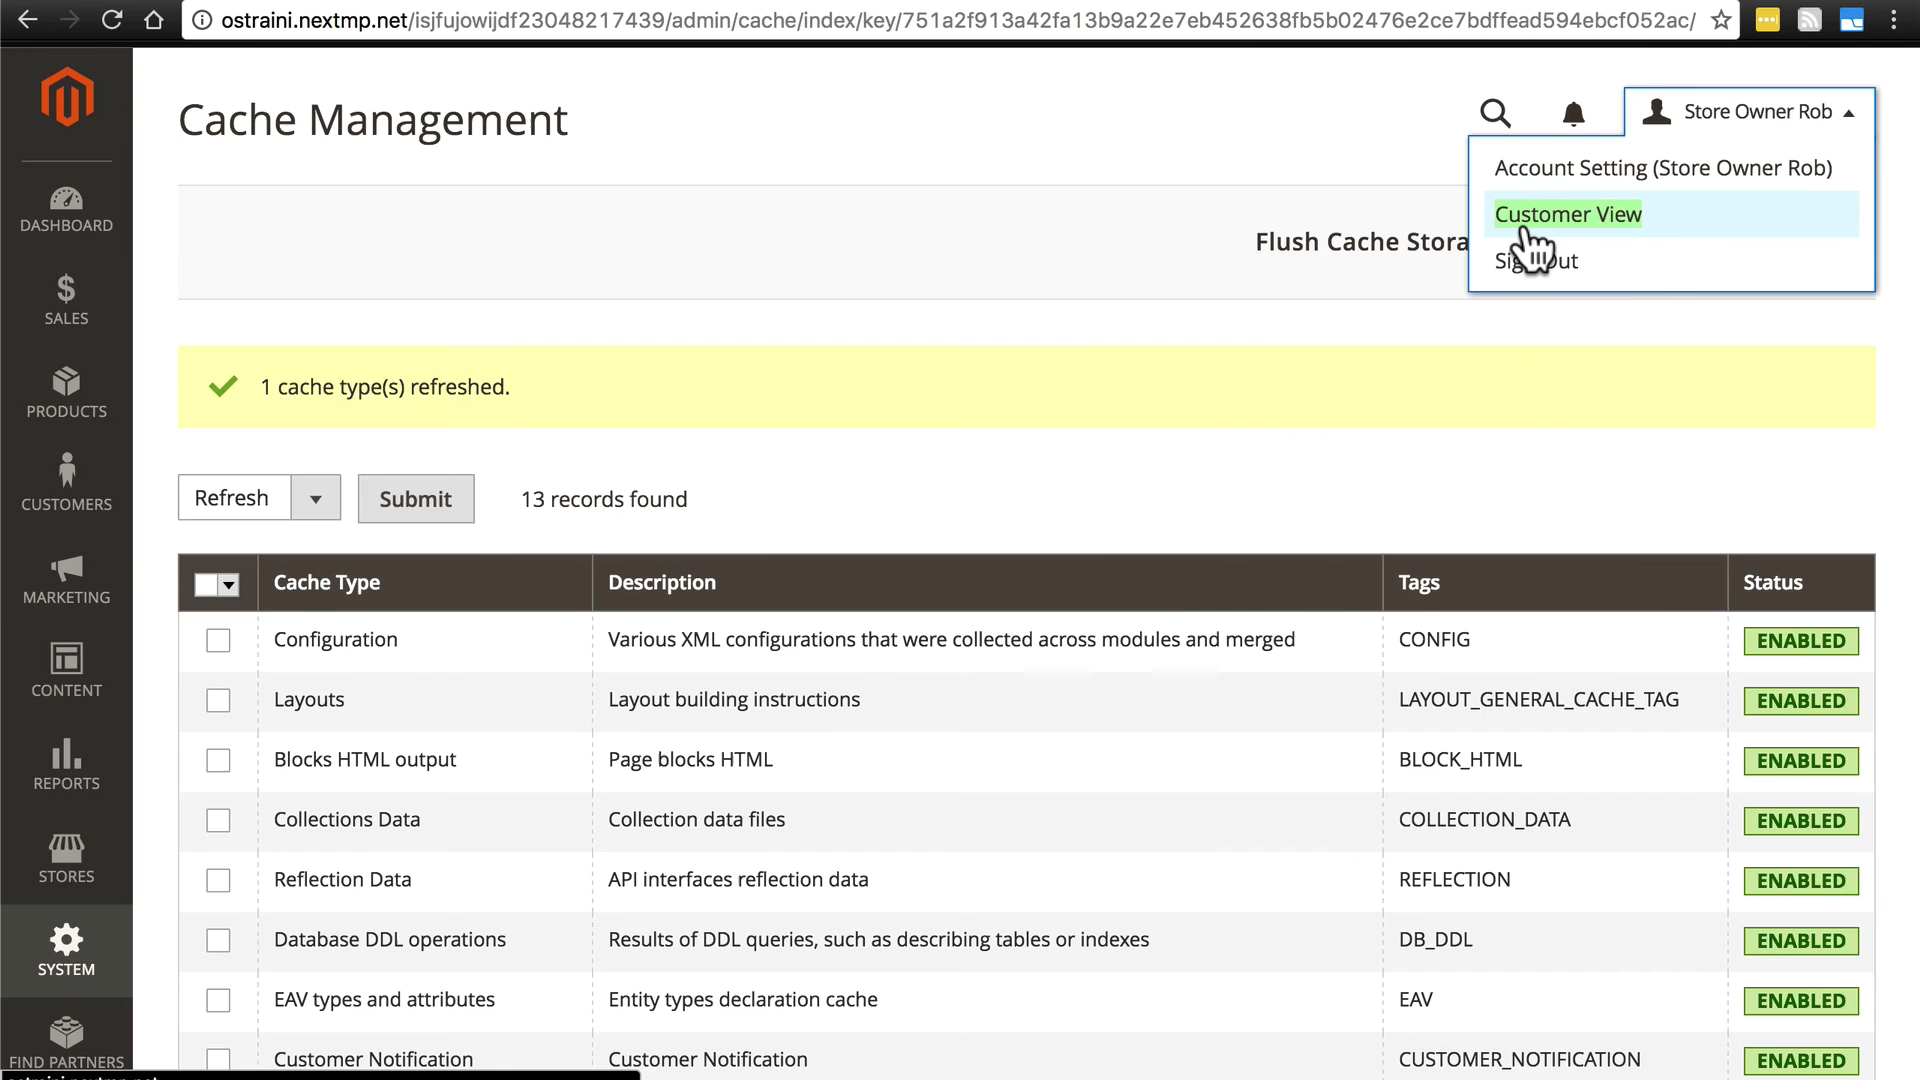 ostraini.nextmp.net/isjfujowijdf23048217439/admin/cache/index/key/751a2f913a42fa13b9a22e7eb452638fb5b02476e2ce7bdffead594ebcf052ac/
Cache Management
Store Owner Rob
Account Setting (Store Owner Rob)
Customer View
Flush Cache Stora
1 cache type(s) refreshed.
Refresh Submit 13 records found
Cache Type Description Tags Status
Configuration Various XML configurations that were collected across modules and merged CONFIG ENABLED
Layouts Layout building instructions LAYOUT_GENERAL_CACHE_TAG ENABLED
Blocks HTML output Page blocks HTML BLOCK_HTML ENABLED
Collections Data Collection data files COLLECTION_DATA ENABLED
Reflection Data API interfaces reflection data REFLECTION ENABLED
Database DDL operations Results of DDL queries, such as describing tables or indexes DB_DDL ENABLED
EAV types and attributes Entity types declaration cache EAV ENABLED
Customer Notification Customer Notification CUSTOMER_NOTIFICATION ENABLED
DASHBOARD
SALES
PRODUCTS
CUSTOMERS
MARKETING
CONTENT
REPORTS
STORES
SYSTEM
FIND PARTNERS